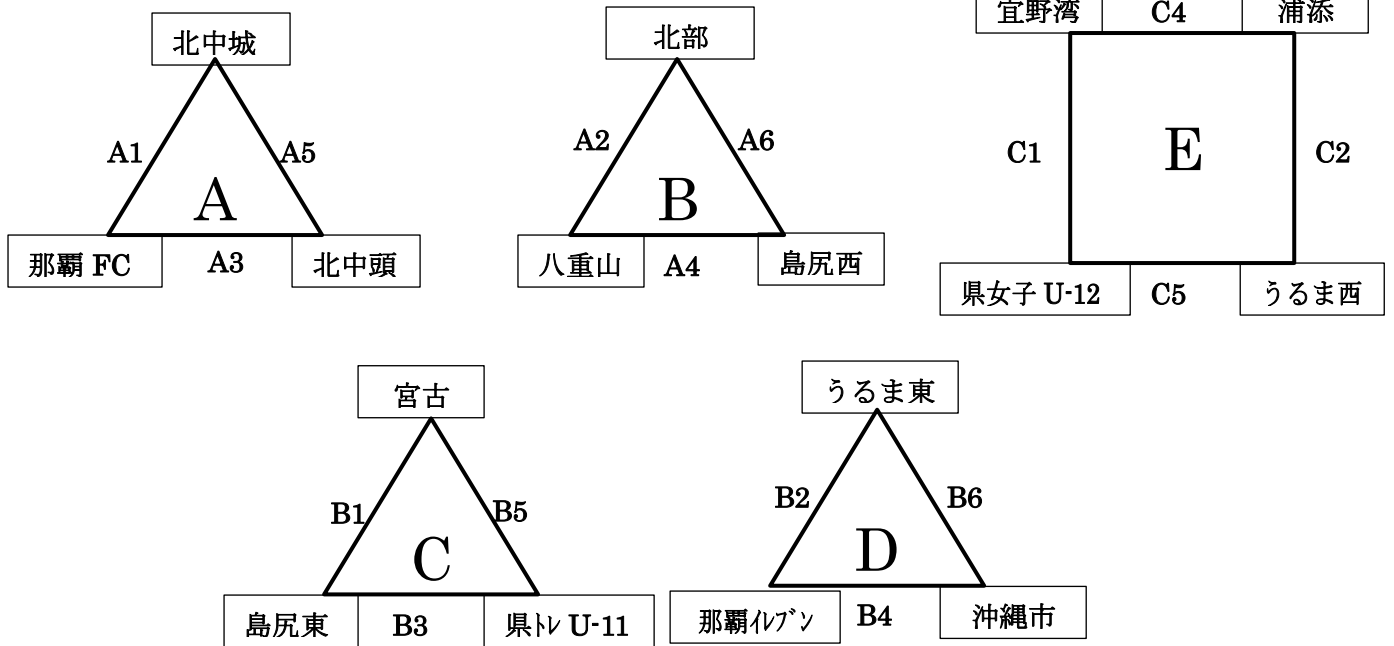 北中城
A1
A5
A
那覇 FC
A3
北中頭
北部
A2
A6
B
八重山
A4
島尻西
宜野湾
C4
浦添
C1
E
C2
県女子 U-12
C5
うるま西
宮古
B1
B5
C
島尻東
B3
県ﾄﾚ U-11
うるま東
B2
B6
D
那覇ｲﾚﾌﾞﾝ
B4
沖縄市